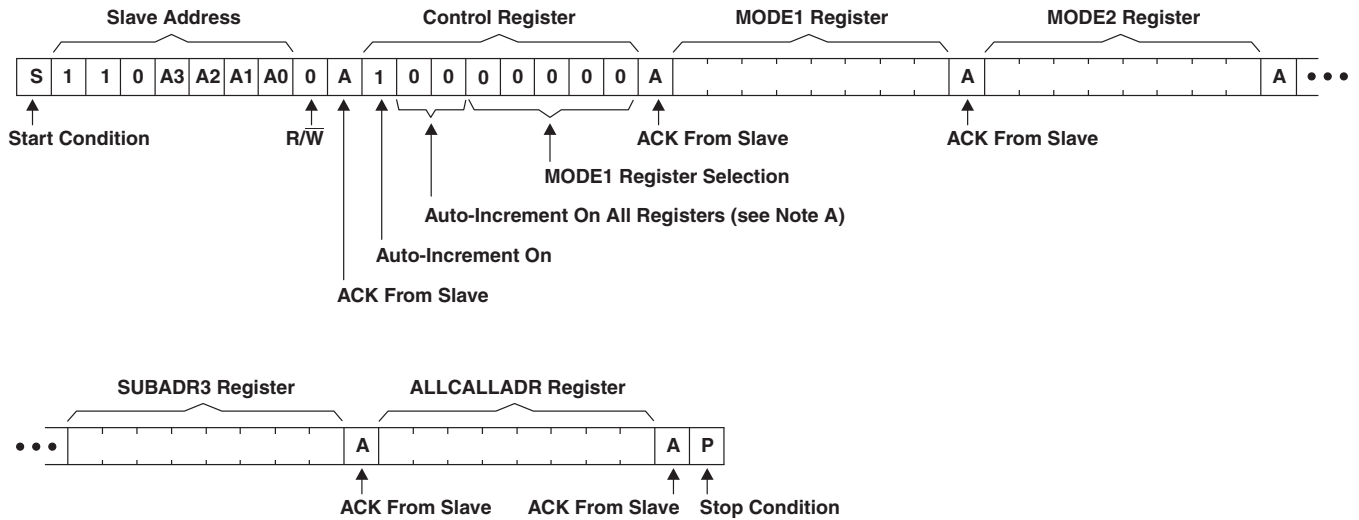 Slave Address Control Register MODE1 Register MODE2 Register
S 1 1 0 A3 A2 A1 A0 0 A 1 0 0 0 0 0 0 0 A A A •••
Start Condition R/W̅ ACK From Slave ACK From Slave
MODE1 Register Selection
Auto-Increment On All Registers (see Note A)
Auto-Increment On
ACK From Slave
SUBADR3 Register ALLCALLADR Register
••• A A P
ACK From Slave ACK From Slave Stop Condition